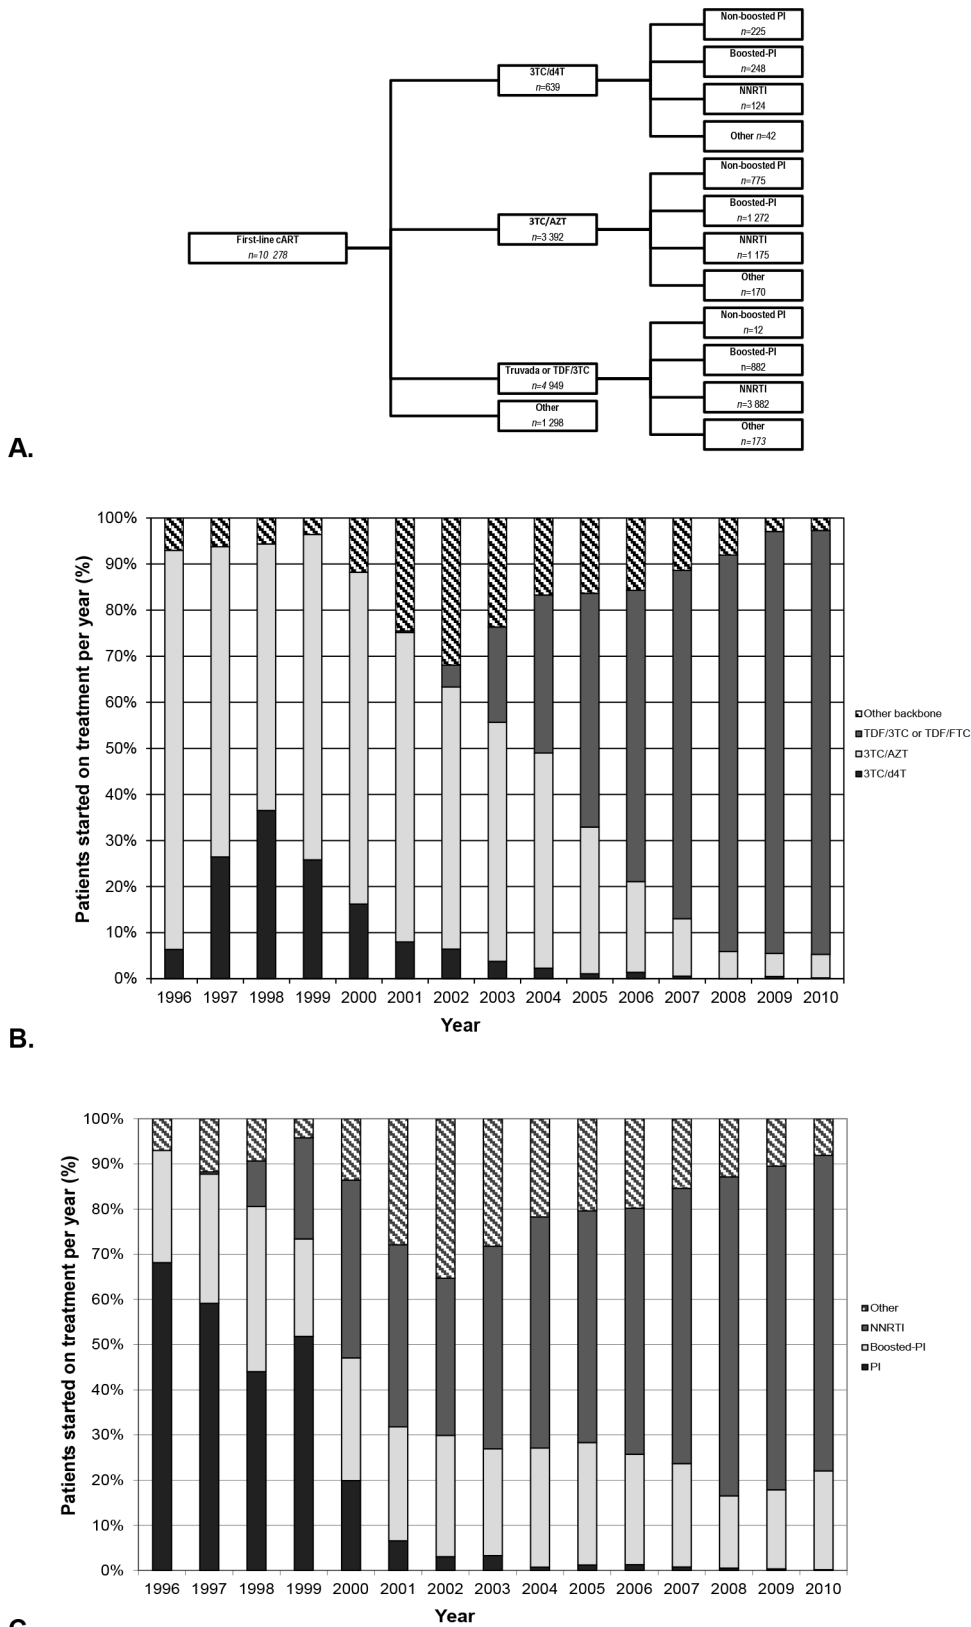 Non-boosted PI
n=225
Boosted-PI
n=248
3TC/d4T
n=639
NNRTI
n=124
Other n=42
Non-boosted PI
n=775
Boosted-PI
n=1 272
3TC/AZT
n=3 392
NNRTI
n=1 175
First-line cART
n=10 278
Other
n=170
Non-boosted PI
n=12
Boosted-PI
n=882
Truvada or TDF/3TC
n=4 949
NNRTI
n=3 882
Other
n=1 298
Other
n=173
A.
100%
90%
80%
70%
60%
50%
40%
30%
20%
10%
0%
Patients started on treatment per year (%)
Other backbone
TDF/3TC or TDF/FTC
3TC/AZT
3TC/d4T
1996 1997 1998 1999 2000 2001 2002 2003 2004 2005 2006 2007 2008 2009 2010
Year
B.
100%
90%
80%
70%
60%
50%
40%
30%
20%
10%
0%
Patients started on treatment per year (%)
Other
NNRTI
Boosted-PI
PI
1996 1997 1998 1999 2000 2001 2002 2003 2004 2005 2006 2007 2008 2009 2010
Year